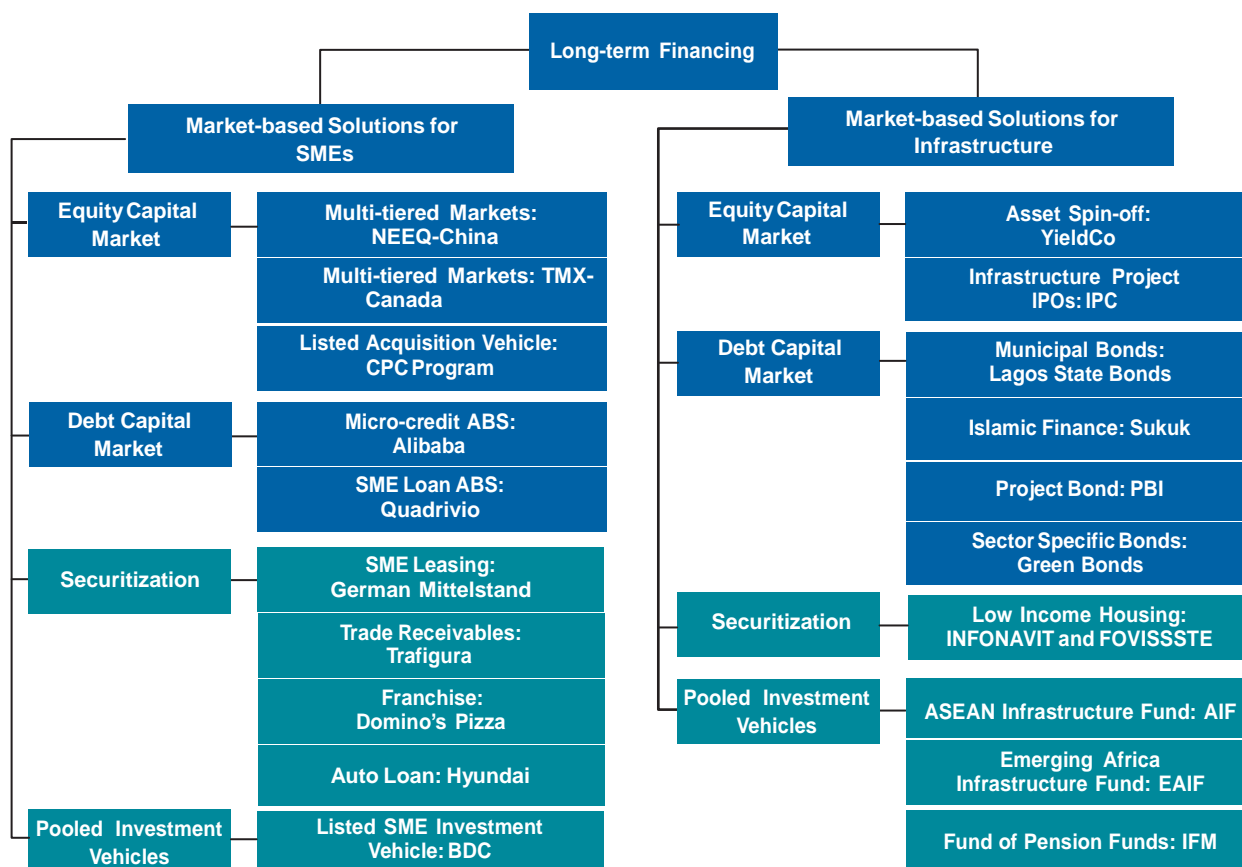 Long-term Financing
Market-based Solutions for
SMEs
Equity Capital
Market
Multi-tiered Markets:
NEEQ-China
Multi-tiered Markets: TMX-
Canada
Listed Acquisition Vehicle:
CPC Program
Debt Capital
Market
Micro-credit ABS:
Alibaba
SME Loan ABS:
Quadrivio
Securitization
SME Leasing:
German Mittelstand
Trade Receivables:
Trafigura
Franchise:
Domino's Pizza
Auto Loan: Hyundai
Pooled Investment
Vehicles
Listed SME Investment
Vehicle: BDC
Market-based Solutions for
Infrastructure
Equity Capital
Market
Asset Spin-off:
YieldCo
Infrastructure Project
IPOs: IPC
Debt Capital
Market
Municipal Bonds:
Lagos State Bonds
Islamic Finance: Sukuk
Project Bond: PBI
Sector Specific Bonds:
Green Bonds
Securitization
Low Income Housing:
INFONAVIT and FOVISSSTE
Pooled Investment
Vehicles
ASEAN Infrastructure Fund: AIF
Emerging Africa
Infrastructure Fund: EAIF
Fund of Pension Funds: IFM